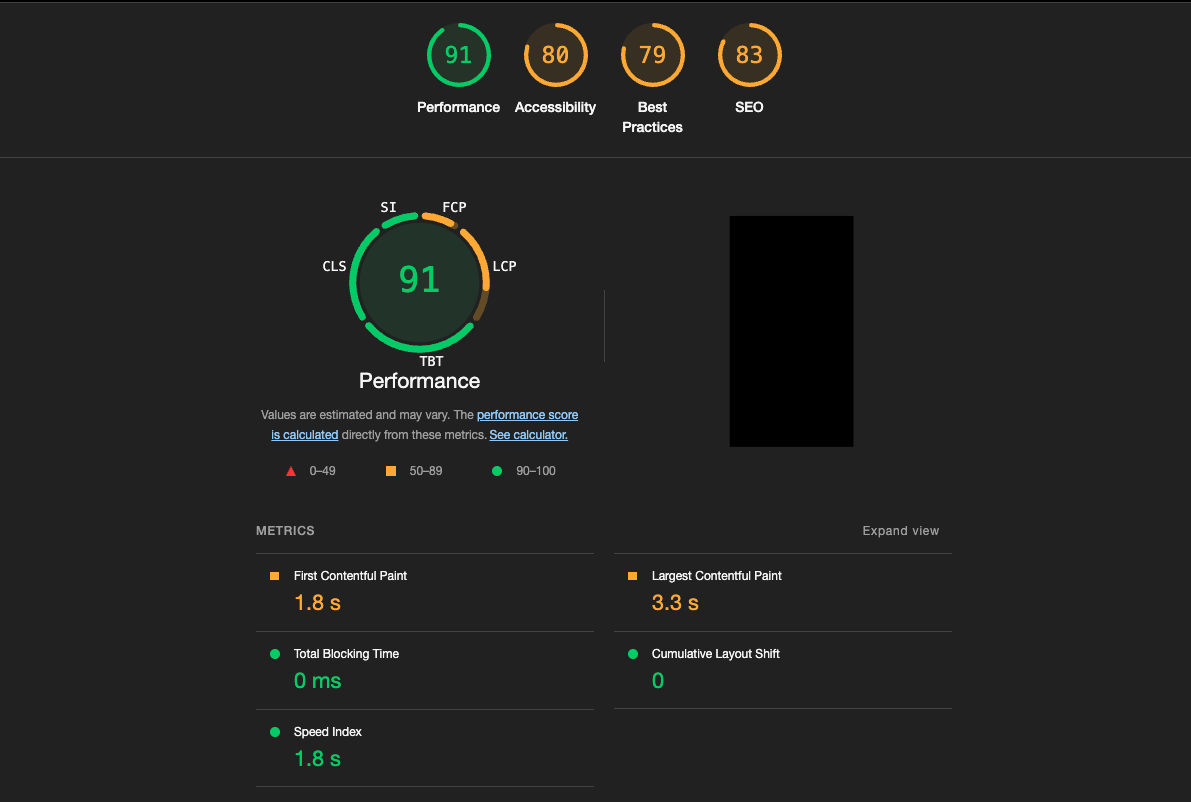 91
80
79
83
Performance
Accessibility
Best
Practices
SEO
SI
FCP
CLS
LCP
91
TBT
Performance
Values are estimated and may vary. The performance score
is calculated directly from these metrics. See calculator.
0–49
50–89
90–100
METRICS
Expand view
First Contentful Paint
1.8 s
Largest Contentful Paint
3.3 s
Total Blocking Time
0 ms
Cumulative Layout Shift
0
Speed Index
1.8 s